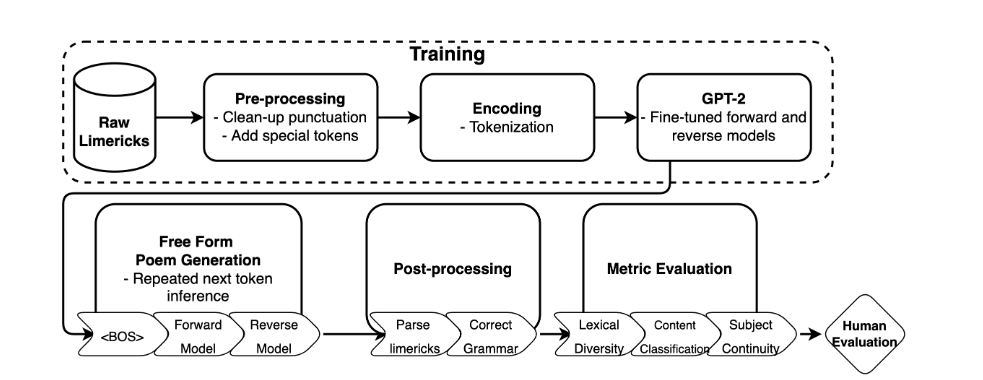 Training
Raw
Limericks
Pre-processing
- Clean-up punctuation
- Add special tokens
Encoding
- Tokenization
GPT-2
- Fine-tuned forward and
reverse models
Free Form
Poem Generation
- Repeated next token
inference
<BOS>
Forward
Model
Reverse
Model
Post-processing
Parse
limericks
Correct
Grammar
Metric Evaluation
Lexical
Diversity
Content
Classification
Subject
Continuity
Human
Evaluation